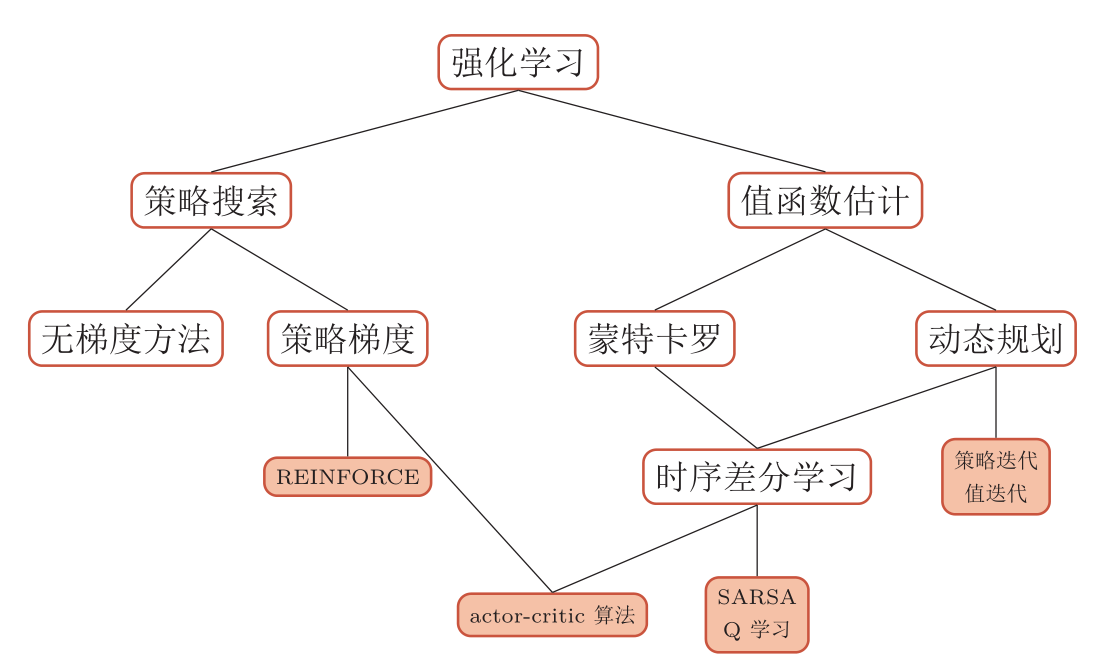 强化学习
策略搜索
值函数估计
无梯度方法
策略梯度
蒙特卡罗
动态规划
REINFORCE
时序差分学习
策略迭代
值迭代
actor-critic 算法
SARSA
Q 学习